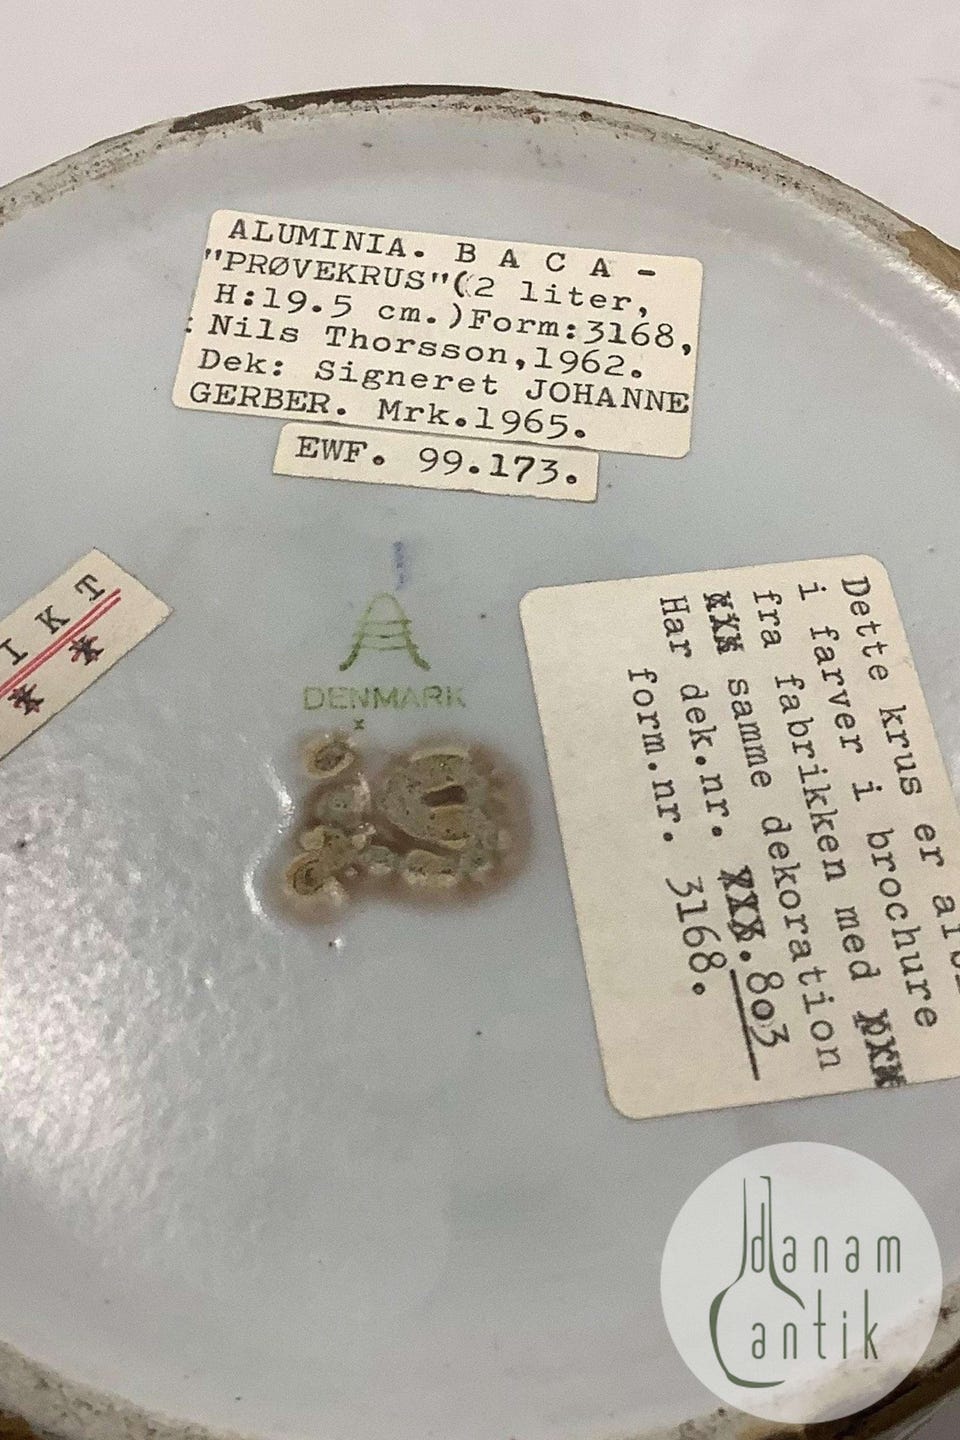 ALUMINIA. B A C A -
"PRØVEKRUS"(2 liter,
H:19.5 cm.)Form:3168,
: Nils Thorsson,1962.
Dek: Signeret JOHANNE
GERBER. Mrk.1965.
EWF. 99.173.
I K T
* *
DENMARK
x
Dette krus er
i farver i brochure
fra fabrikken med
samme dekoration
Har dek.nr. XXX.803
form.nr. 3168.
danam
antik